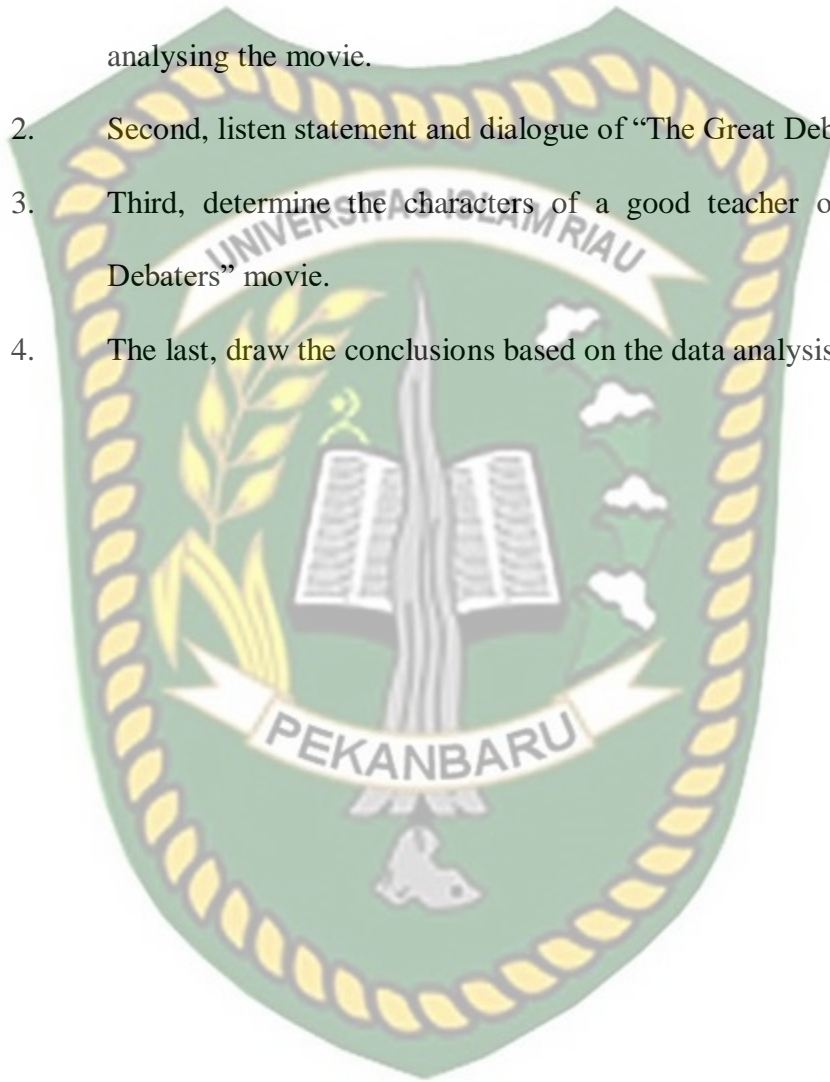 analysing the movie.
2. Second, listen statement and dialogue of “The Great Deb
3. Third, determine the characters of a good teacher o
UNIVERSITAS ISLAM RIAU
Debaters” movie.
4. The last, draw the conclusions based on the data analysis
PEKANBARU